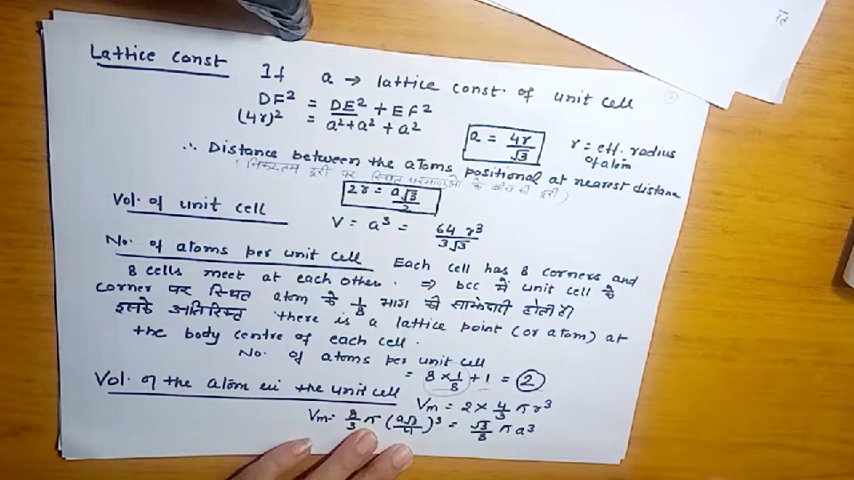 Lattice const If a → lattice const. of unit cell
DF² = DE² + EF²
(4r)² = a² + a² + a²
a = 4r/√3 r = eff. radius of atom
∴ Distance between the atoms positional at nearest distance
(निकटतम दूरी पर स्थित परमाणुओं के बीच की दूरी)
2r = a√3/2
Vol. of unit cell V = a³ = 64 r³/3√3
No. of atoms per unit cell Each cell has 8 corners and
8 cells meet at each other. ⇒ bcc में unit cell के
corner पर स्थित atom के 1/8 भाग की साझेदारी होती है।
इसके अतिरिक्त there is a lattice point (or atom) at
the body centre of each cell.
No. of atoms per unit cell
= 8 × 1/8 + 1 = 2
Vol. of the atom in the unit cell Vm = 2 × 4/3 π r³
Vm = 8/3 π (a√3/4)³ = √3/8 π a³